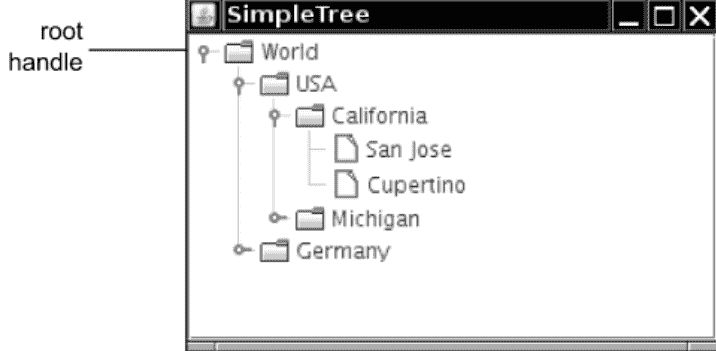 root
handle
SimpleTree
World
USA
California
San Jose
Cupertino
Michigan
Germany